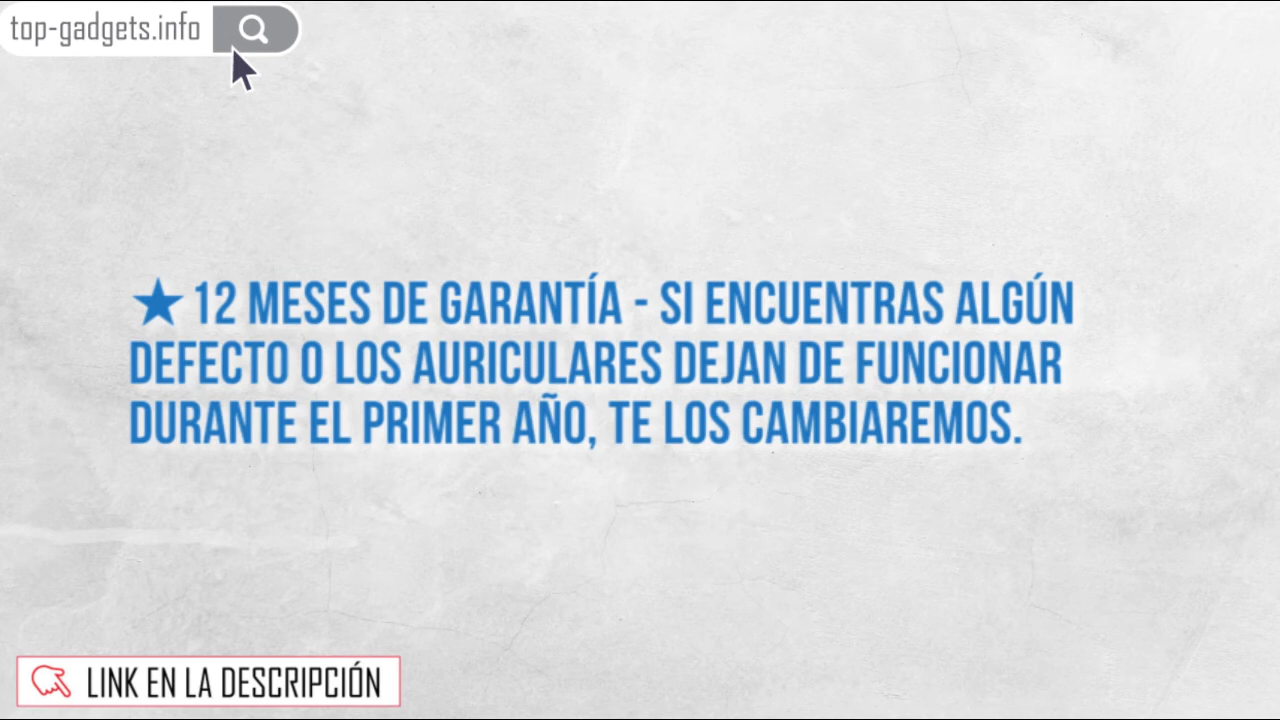 top-gadgets.info
★ 12 MESES DE GARANTÍA - SI ENCUENTRAS ALGÚN
DEFECTO O LOS AURICULARES DEJAN DE FUNCIONAR
DURANTE EL PRIMER AÑO, TE LOS CAMBIAREMOS.
LINK EN LA DESCRIPCIÓN